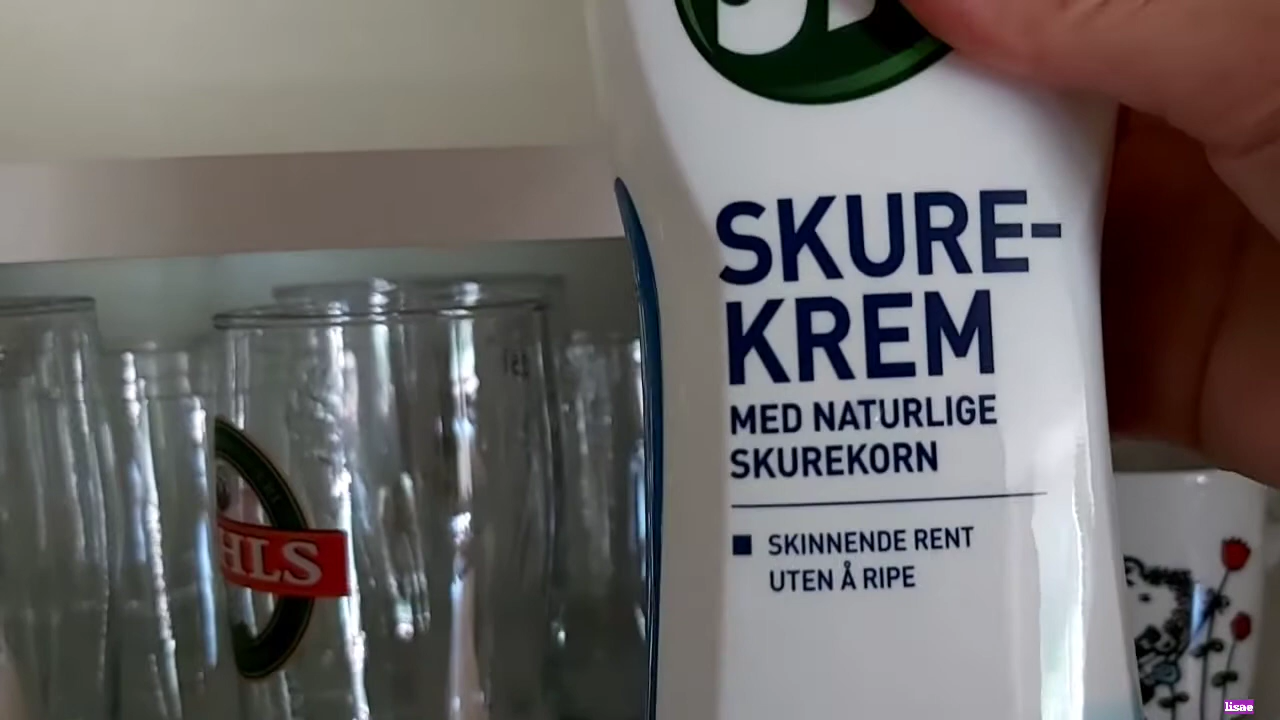 SKURE-
KREM
MED NATURLIGE
SKUREKORN
SKINNENDE RENT
UTEN Å RIPE
HLS
lisae